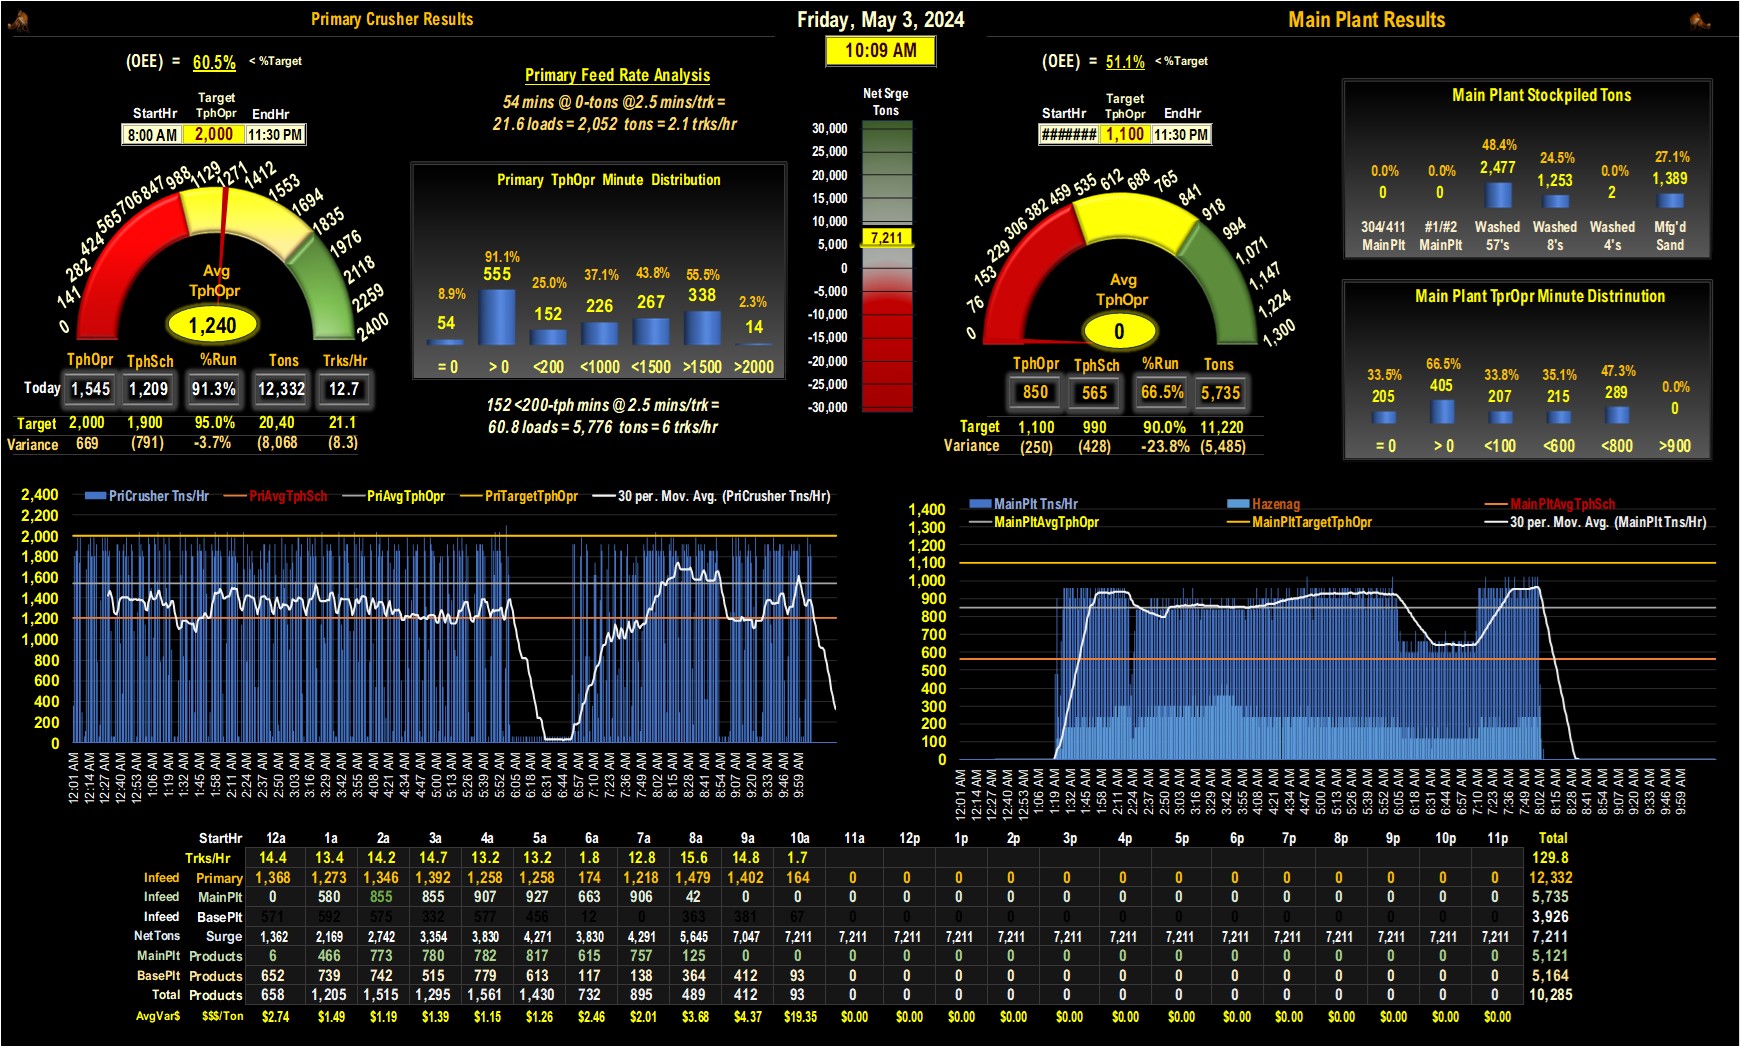 Primary Crusher Results
Friday, May 3, 2024
Main Plant Results
10:09 AM
(OEE) = 60.5% < %Target
StartHr Target TphOpr EndHr
8:00 AM 2,000 11:30 PM
0 141 282 424 565 706 847 988 1129 1271 1412 1553 1694 1835 1976 2118 2259 2400
Avg
TphOpr
1,240
TphOpr TphSch %Run Tons Trks/Hr
Today 1,545 1,209 91.3% 12,332 12.7
Target 2,000 1,900 95.0% 20,40 21.1
Variance 669 (791) -3.7% (8,068 (8.3)
Primary Feed Rate Analysis
54 mins @ 0-tons @2.5 mins/trk =
21.6 loads = 2,052 tons = 2.1 trks/hr
Primary TphOpr Minute Distribution
8.9% 91.1% 25.0% 37.1% 43.8% 55.5% 2.3%
54 555 152 226 267 338 14
= 0 > 0 <200 <1000 <1500 >1500 >2000
152 <200-tph mins @ 2.5 mins/trk =
60.8 loads = 5,776 tons = 6 trks/hr
Net Srge
Tons
30,000
25,000
20,000
15,000
10,000
7,211
5,000
0
-5,000
-10,000
-15,000
-20,000
-25,000
-30,000
(OEE) = 51.1% < %Target
StartHr Target TphOpr EndHr
####### 1,100 11:30 PM
0 76 153 229 306 382 459 535 612 688 765 841 918 994 1,071 1,147 1,224 1,300
Avg
TphOpr
0
TphOpr TphSch %Run Tons
850 565 66.5% 5,735
Target 1,100 990 90.0% 11,220
Variance (250) (428) -23.8% (5,485)
Main Plant Stockpiled Tons
0.0% 0.0% 48.4% 24.5% 0.0% 27.1%
0 0 2,477 1,253 2 1,389
304/411 #1/#2 Washed Washed Washed Mfg'd
MainPlt MainPlt 57's 8's 4's Sand
Main Plant TprOpr Minute Distrinution
33.5% 66.5% 33.8% 35.1% 47.3% 0.0%
205 405 207 215 289 0
= 0 > 0 <100 <600 <800 >900
PriCrusher Tns/Hr PriAvgTphSch PriAvgTphOpr PriTargetTphOpr 30 per. Mov. Avg. (PriCrusher Tns/Hr)
2,400
2,200
2,000
1,800
1,600
1,400
1,200
1,000
800
600
400
200
0
12:01 AM 12:14 AM 12:27 AM 12:40 AM 12:53 AM 1:06 AM 1:19 AM 1:32 AM 1:45 AM 1:58 AM 2:11 AM 2:24 AM 2:37 AM 2:50 AM 3:03 AM 3:16 AM 3:29 AM 3:42 AM 3:55 AM 4:08 AM 4:21 AM 4:34 AM 4:47 AM 5:00 AM 5:13 AM 5:26 AM 5:39 AM 5:52 AM 6:05 AM 6:18 AM 6:31 AM 6:44 AM 6:57 AM 7:10 AM 7:23 AM 7:36 AM 7:49 AM 8:02 AM 8:15 AM 8:28 AM 8:41 AM 8:54 AM 9:07 AM 9:20 AM 9:33 AM 9:46 AM 9:59 AM
MainPlt Tns/Hr Hazenag MainPltAvgTphSch
MainPltAvgTphOpr MainPltTargetTphOpr 30 per. Mov. Avg. (MainPlt Tns/Hr)
1,400
1,300
1,200
1,100
1,000
900
800
700
600
500
400
300
200
100
0
12:01 AM 12:14 AM 12:27 AM 12:40 AM 12:53 AM 1:06 AM 1:19 AM 1:32 AM 1:45 AM 1:58 AM 2:11 AM 2:24 AM 2:37 AM 2:50 AM 3:03 AM 3:16 AM 3:29 AM 3:42 AM 3:55 AM 4:08 AM 4:21 AM 4:34 AM 4:47 AM 5:00 AM 5:13 AM 5:26 AM 5:39 AM 5:52 AM 6:05 AM 6:18 AM 6:31 AM 6:44 AM 6:57 AM 7:10 AM 7:23 AM 7:36 AM 7:49 AM 8:02 AM 8:15 AM 8:28 AM 8:41 AM 8:54 AM 9:07 AM 9:20 AM 9:33 AM 9:46 AM 9:59 AM
StartHr 12a 1a 2a 3a 4a 5a 6a 7a 8a 9a 10a 11a 12p 1p 2p 3p 4p 5p 6p 7p 8p 9p 10p 11p Total
Trks/Hr 14.4 13.4 14.2 14.7 13.2 13.2 1.8 12.8 15.6 14.8 1.7 129.8
Infeed Primary 1,368 1,273 1,346 1,392 1,258 1,258 174 1,218 1,479 1,402 164 0 0 0 0 0 0 0 0 0 0 0 0 0 12,332
Infeed MainPlt 0 580 855 855 907 927 663 906 42 0 0 0 0 0 0 0 0 0 0 0 0 0 0 0 5,735
Infeed BasePlt 571 592 575 332 577 456 12 0 363 381 67 0 0 0 0 0 0 0 0 0 0 0 0 0 3,926
NetTons Surge 1,362 2,169 2,742 3,354 3,830 4,271 3,830 4,291 5,645 7,047 7,211 7,211 7,211 7,211 7,211 7,211 7,211 7,211 7,211 7,211 7,211 7,211 7,211 7,211 7,211
MainPlt Products 6 466 773 780 782 817 615 757 125 0 0 0 0 0 0 0 0 0 0 0 0 0 0 0 5,121
BasePlt Products 652 739 742 515 779 613 117 138 364 412 93 0 0 0 0 0 0 0 0 0 0 0 0 0 5,164
Total Products 658 1,205 1,515 1,295 1,561 1,430 732 895 489 412 93 0 0 0 0 0 0 0 0 0 0 0 0 0 10,285
AvgVar$ $$$/Ton $2.74 $1.49 $1.19 $1.39 $1.15 $1.26 $2.46 $2.01 $3.68 $4.37 $19.35 $0.00 $0.00 $0.00 $0.00 $0.00 $0.00 $0.00 $0.00 $0.00 $0.00 $0.00 $0.00 $0.00